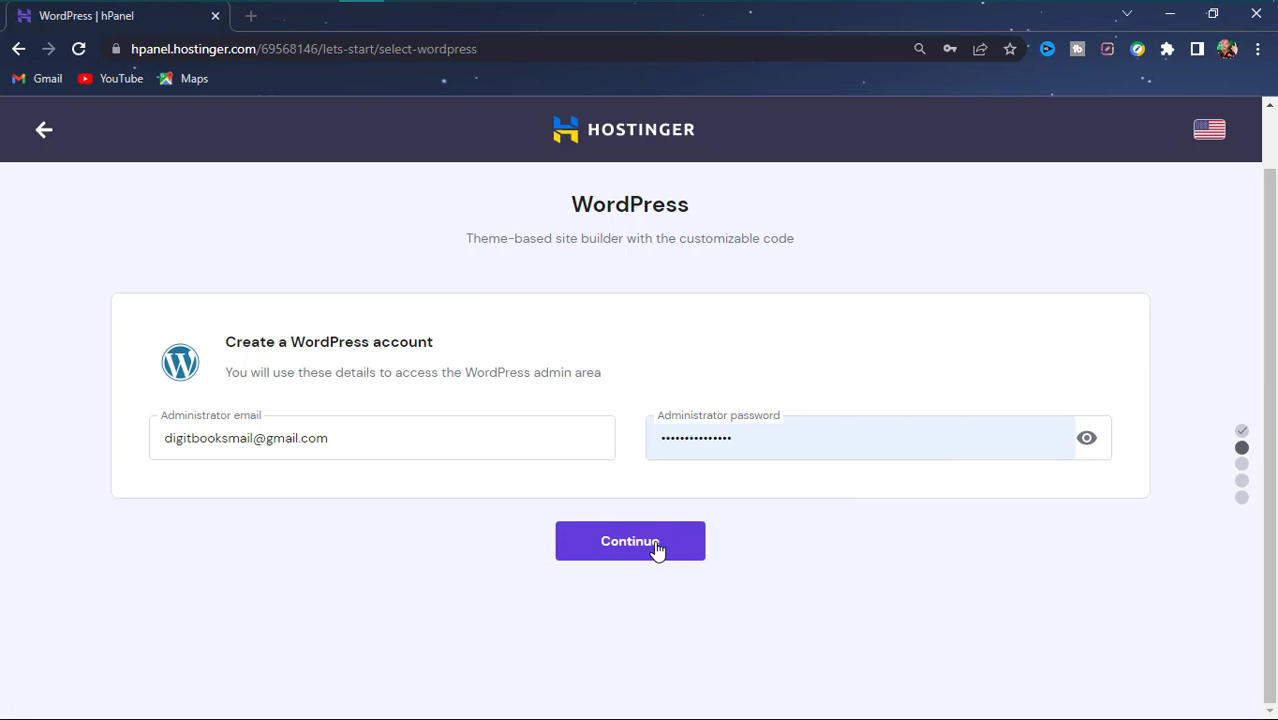 WordPress | hPanel
hpanel.hostinger.com/69568146/lets-start/select-wordpress
Gmail
YouTube
Maps
HOSTINGER
WordPress
Theme-based site builder with the customizable code
Create a WordPress account
You will use these details to access the WordPress admin area
Administrator email
Administrator password
digitbooksmail@gmail.com
•••••••••••••••
Continue